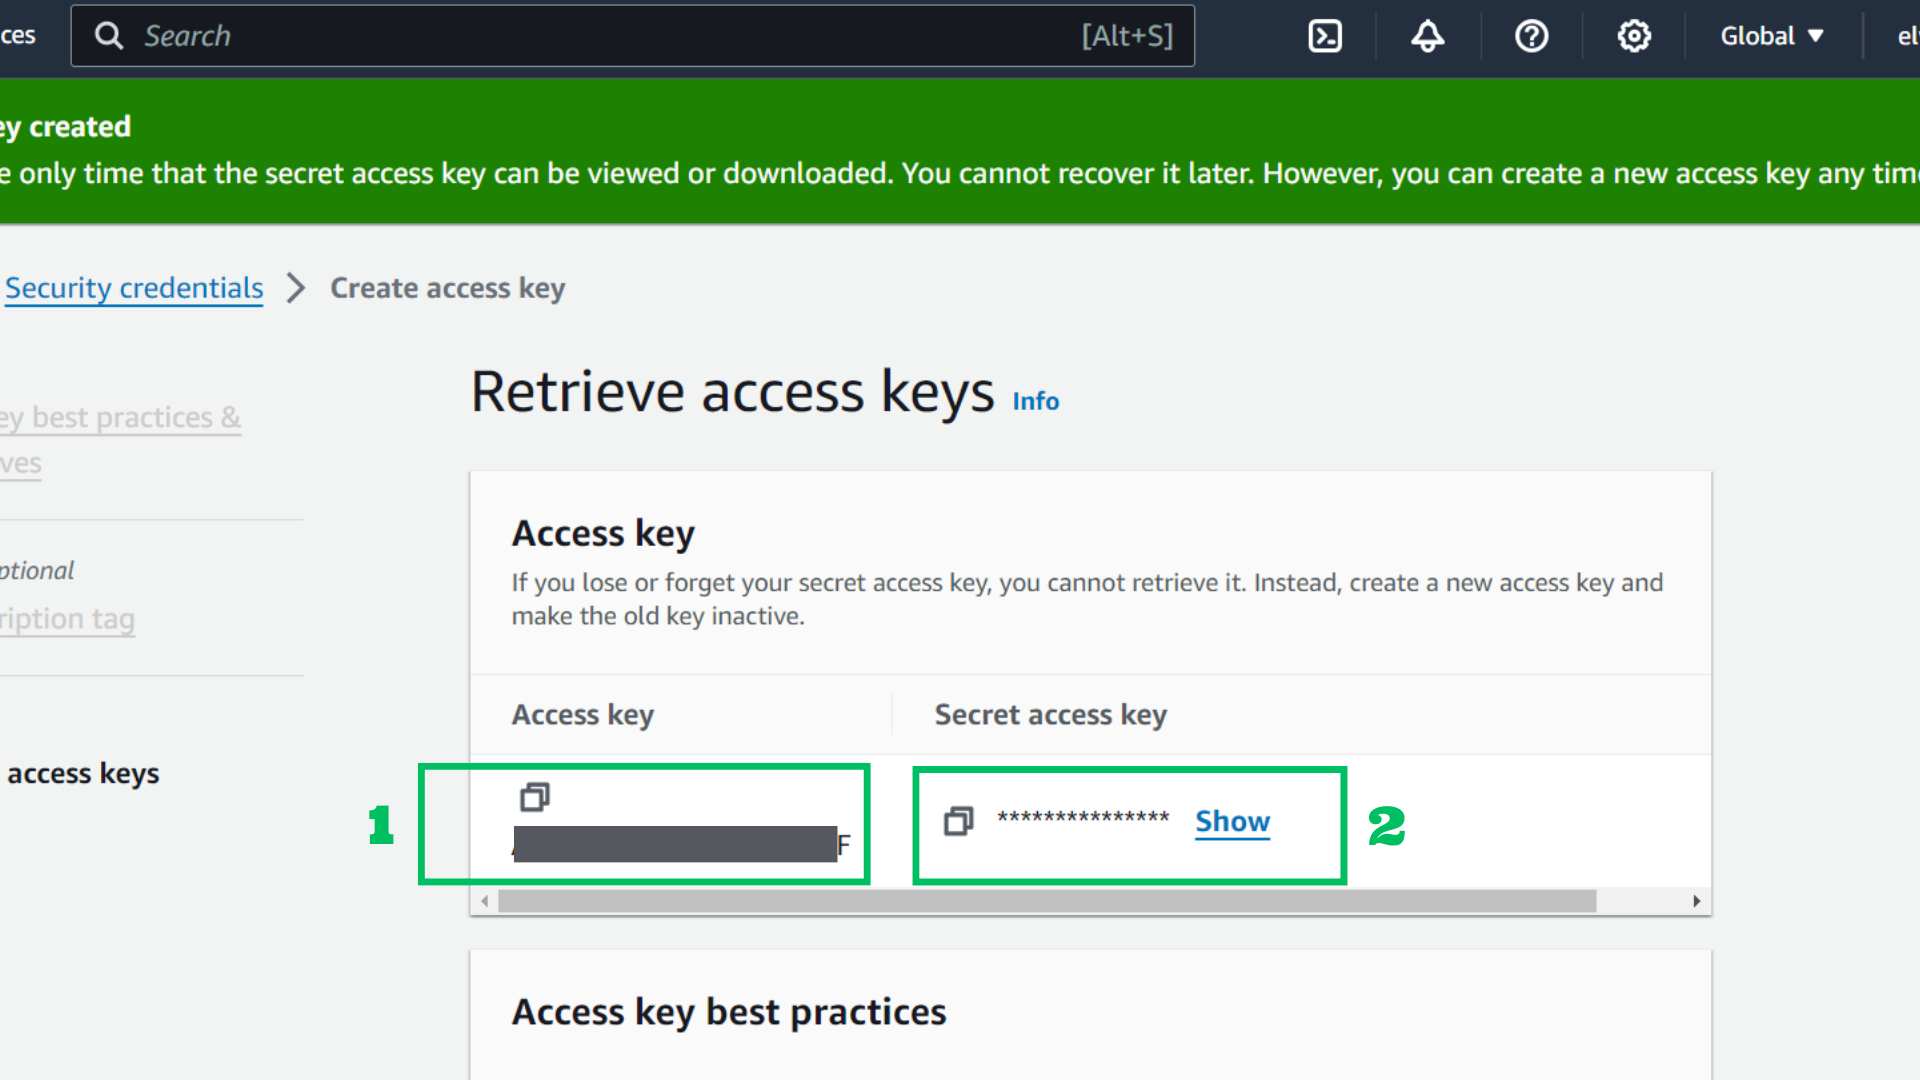 ces Search [Alt+S] Global el
ey created
e only time that the secret access key can be viewed or downloaded. You cannot recover it later. However, you can create a new access key any time
Security credentials Create access key
Retrieve access keys Info
ey best practices &
ves
ptional
ription tag
access keys
Access key
If you lose or forget your secret access key, you cannot retrieve it. Instead, create a new access key and
make the old key inactive.
Access key Secret access key
1 *************** Show 2
F
Access key best practices